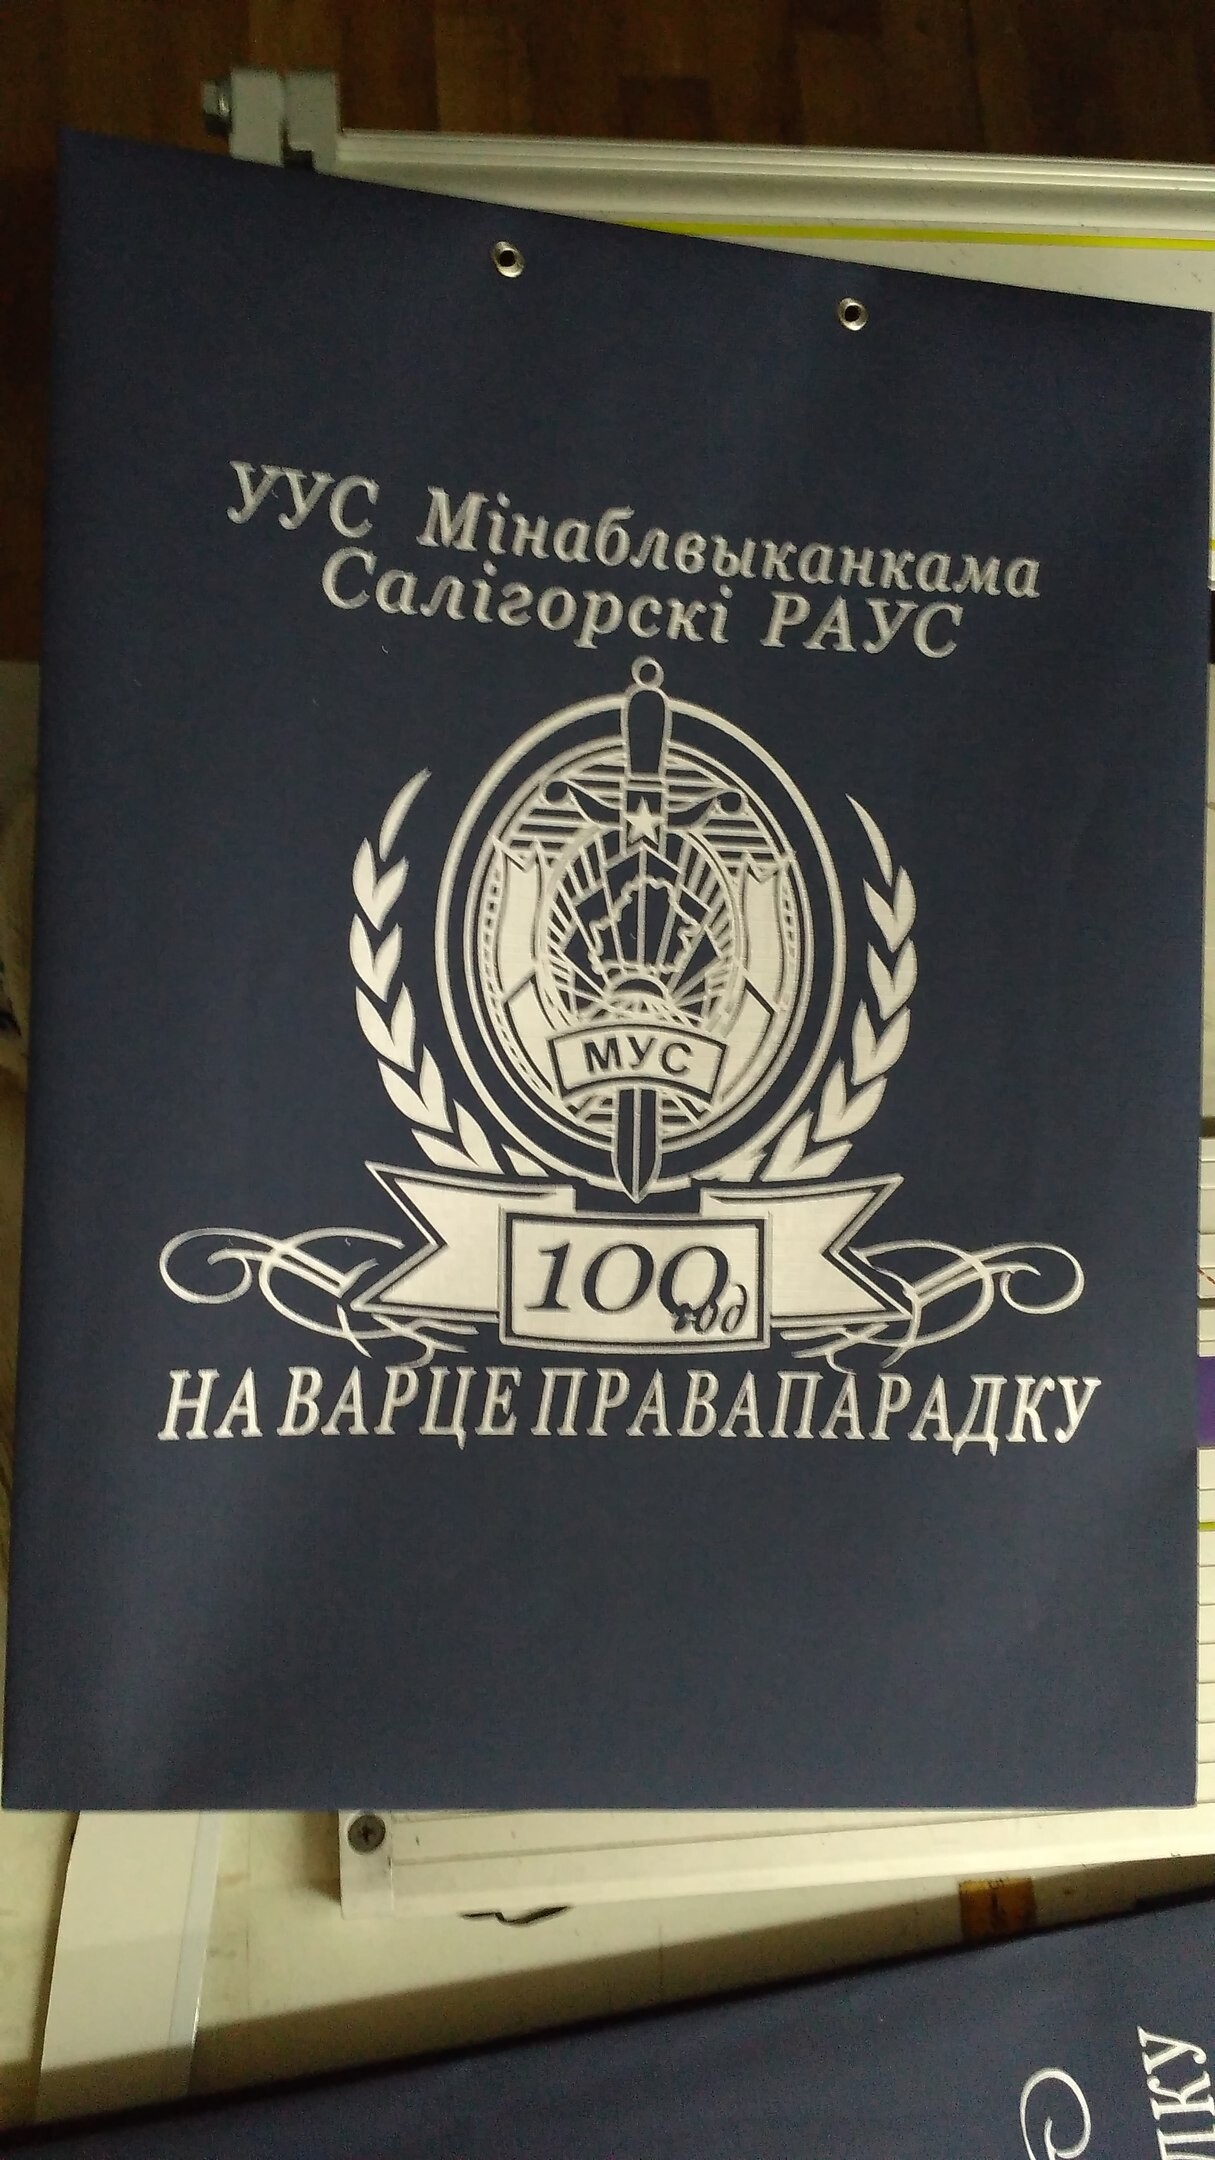 УУС Мінаблвыканкама
Салігорскі РАУС
МУС
100
год
НА ВАРЦЕ ПРАВАПАРАДКУ